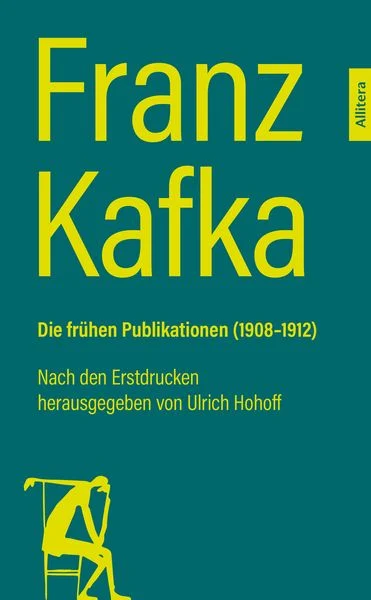 Franz
Kafka
Allitera
Die frühen Publikationen (1908–1912)
Nach den Erstdrucken
herausgegeben von Ulrich Hohoff